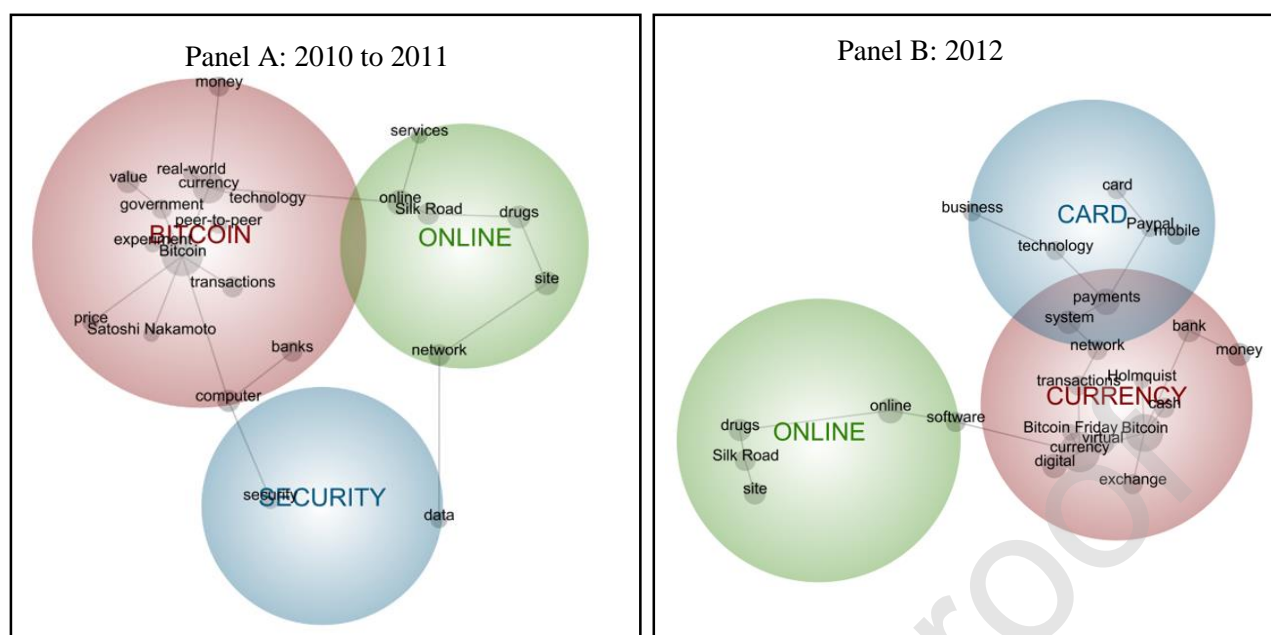 Panel A: 2010 to 2011
money
services
real-world
value
currency
technology
online
government
Silk Road
drugs
peer-to-peer
BITCOIN
ONLINE
experiment
Bitcoin
transactions
site
price
Satoshi Nakamoto
banks
network
computer
security
SECURITY
data
Panel B: 2012
card
business
CARD
Paypal
mobile
technology
payments
system
bank
network
money
Holmquist
transactions
CURRENCY
cash
online
software
drugs
ONLINE
Bitcoin Friday
Bitcoin
virtual
currency
Silk Road
digital
exchange
site